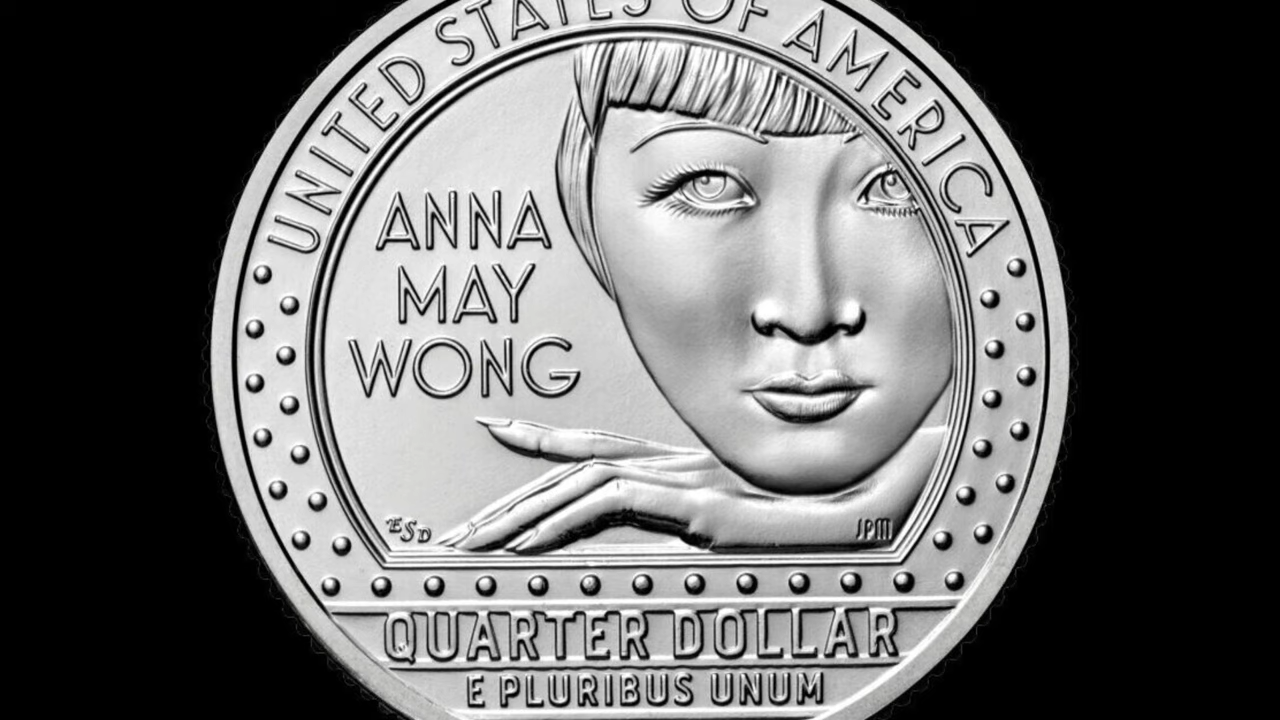 UNITED STATES OF AMERICA
ANNA
MAY
WONG
ESD
JPM
QUARTER DOLLAR
E PLURIBUS UNUM